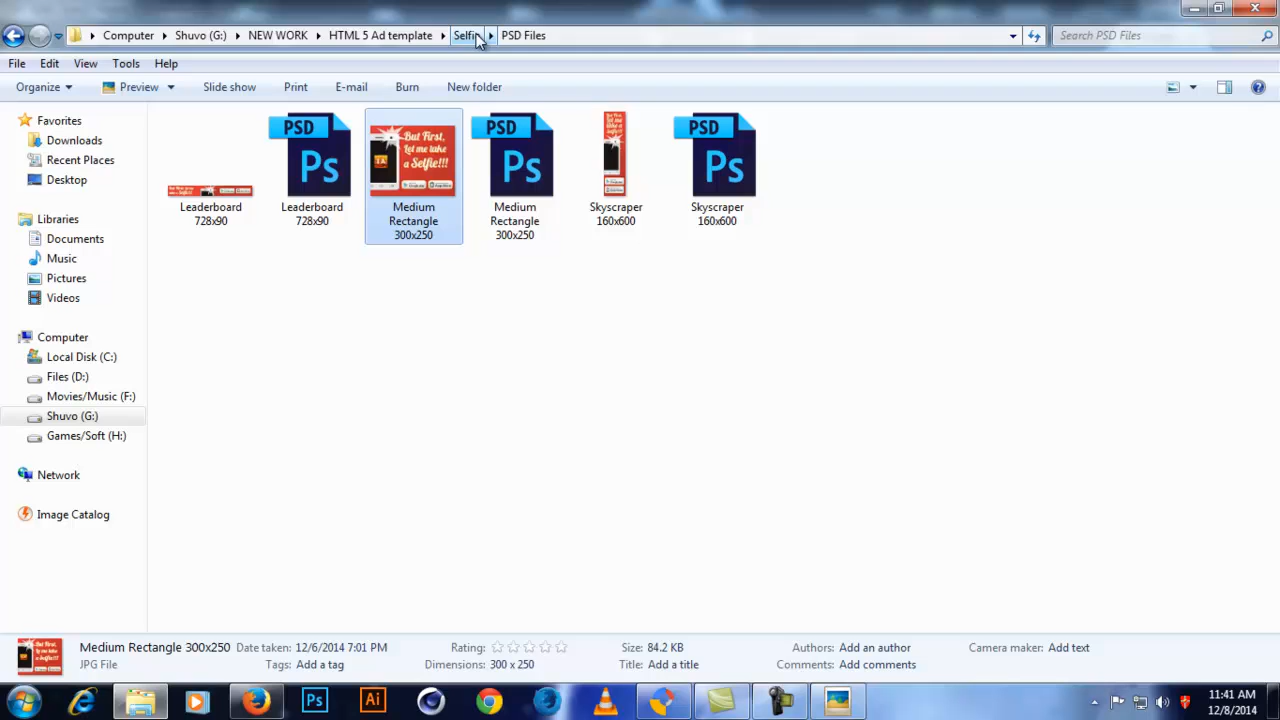 Computer Shuvo (G:) NEW WORK HTML 5 Ad template Selfie PSD Files Search PSD Files
File Edit View Tools Help
Organize Preview Slide show Print E-mail Burn New folder
Favorites
Downloads
Recent Places
Desktop
Libraries
Documents
Music
Pictures
Videos
Computer
Local Disk (C:)
Files (D:)
Movies/Music (F:)
Shuvo (G:)
Games/Soft (H:)
Network
Image Catalog
PSD
Ps
But First,
Let me take
a Selfie!!!
PSD
Ps
PSD
Ps
Leaderboard
728x90
Leaderboard
728x90
Medium
Rectangle
300x250
Medium
Rectangle
300x250
Skyscraper
160x600
Skyscraper
160x600
Medium Rectangle 300x250 Date taken: 12/6/2014 7:01 PM Rating: Size: 84.2 KB Authors: Add an author Camera maker: Add text
JPG File Tags: Add a tag Dimensions: 300 x 250 Title: Add a title Comments: Add comments
Ps Ai
11:41 AM
12/8/2014